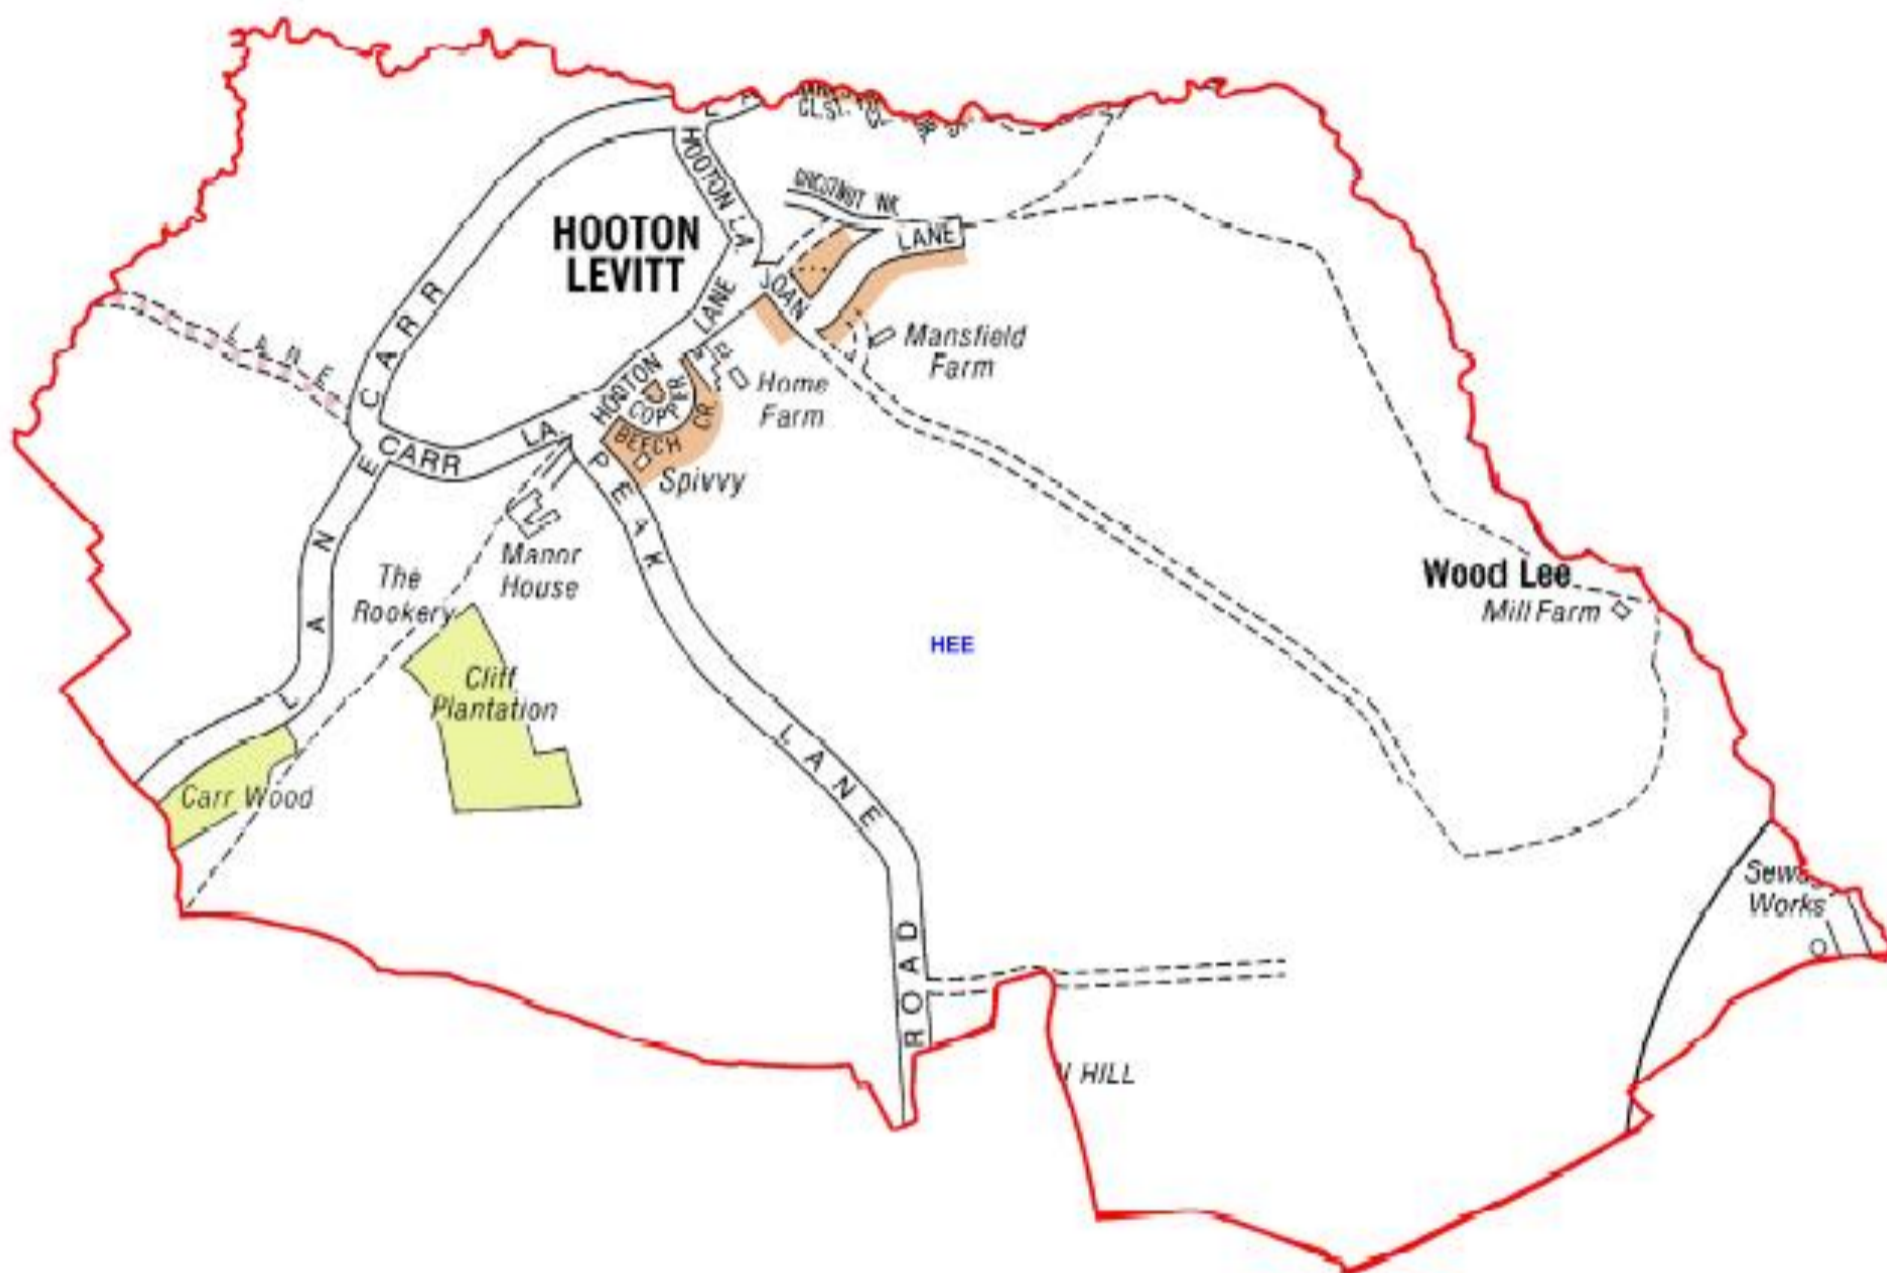 HOOTON LA.
CHESTNUT WK.
LANE
HOOTON
LEVITT
JOAN
LANE
CARR
LANE
Mansfield
Farm
Home
Farm
HOOTON
COPPER
BEECH CR.
CARR LA.
PEAK
Spivvy
LANE
Manor
House
The
Rookery
Wood Lee
Mill Farm
HEE
Cliff
Plantation
LANE
Carr Wood
Works
ROAD
HILL